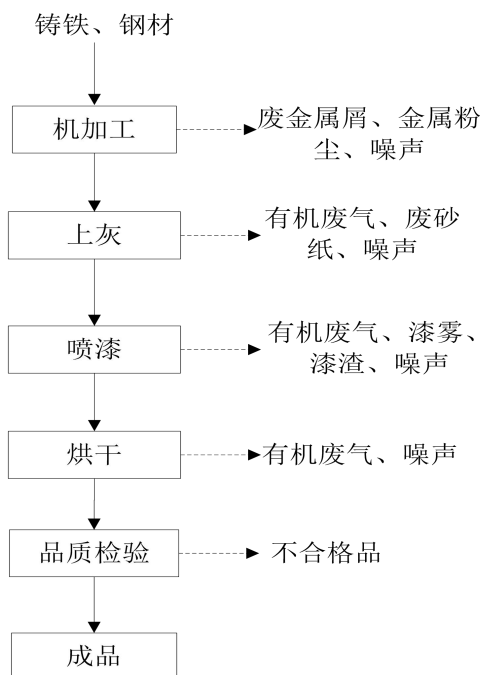 铸铁、钢材
机加工
废金属屑、金属粉
尘、噪声
上灰
有机废气、废砂
纸、噪声
喷漆
有机废气、漆雾、
漆渣、噪声
烘干
有机废气、噪声
品质检验
不合格品
成品